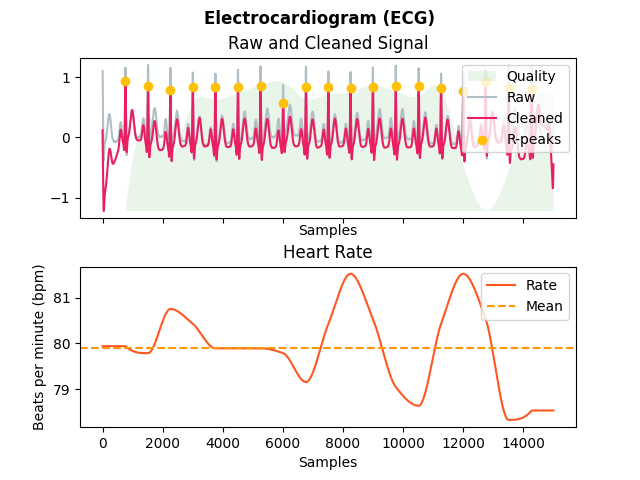 Electrocardiogram (ECG)
Raw and Cleaned Signal
1
0
−1
Quality
Raw
Cleaned
R-peaks
Samples
Heart Rate
Beats per minute (bpm)
81
80
79
Rate
Mean
0 2000 4000 6000 8000 10000 12000 14000
Samples